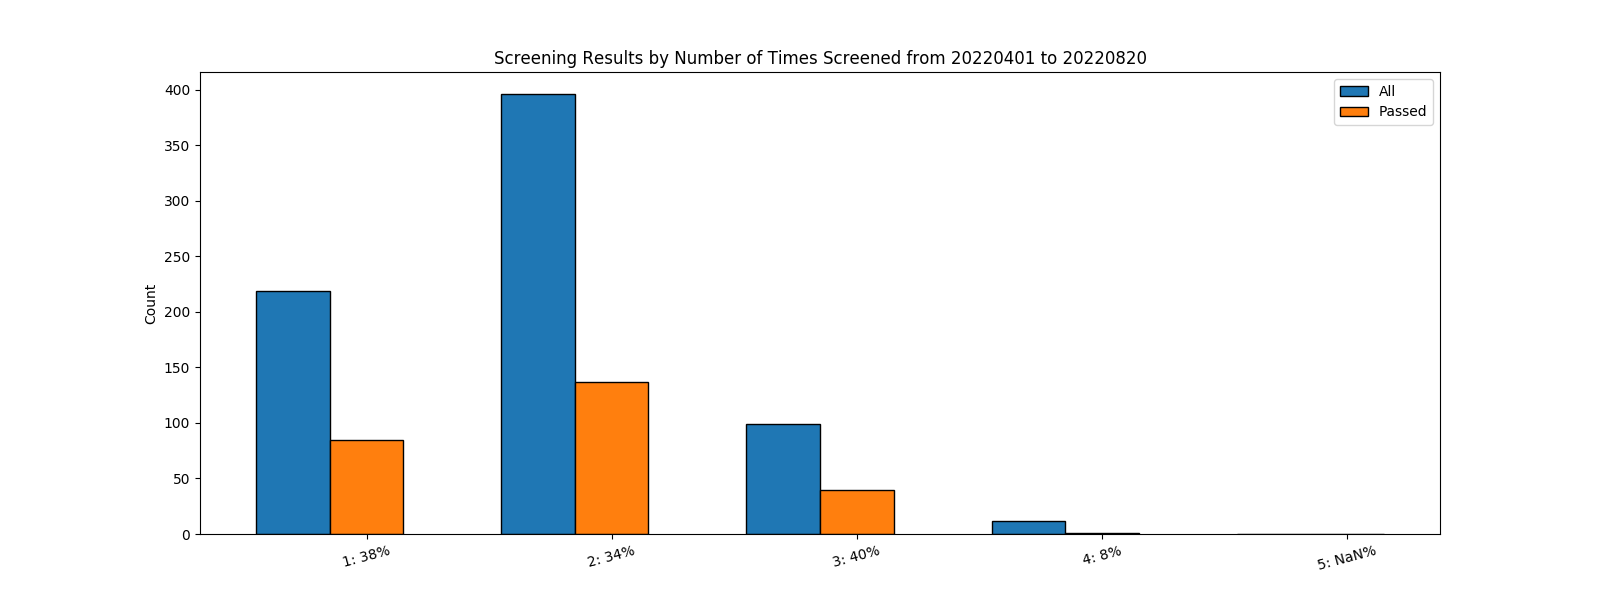 Screening Results by Number of Times Screened from 20220401 to 20220820
All
Passed
400
350
300
250
200
150
100
50
0
Count
1: 38%
2: 34%
3: 40%
4: 8%
5: NaN%